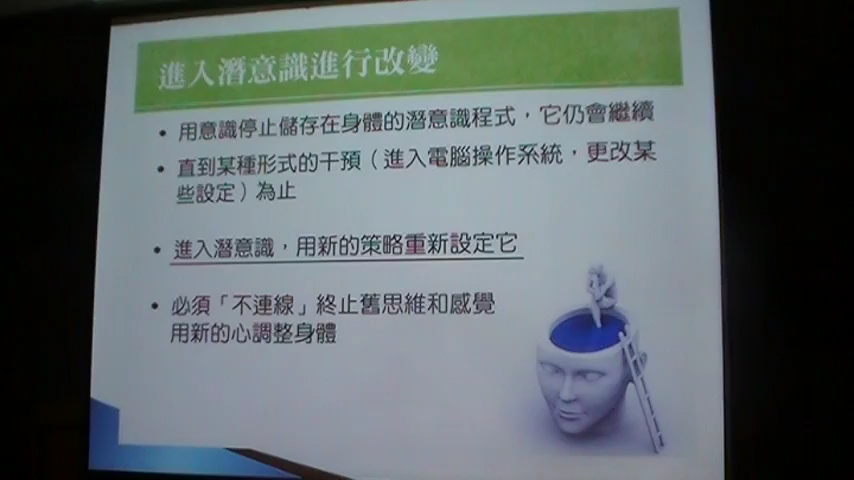 進入潛意識進行改變
• 用意識停止儲存在身體的潛意識程式，它仍會繼續
• 直到某種形式的干預（進入電腦操作系統，更改某
些設定）為止
• 進入潛意識，用新的策略重新設定它
• 必須「不連線」終止舊思維和感覺
用新的心調整身體